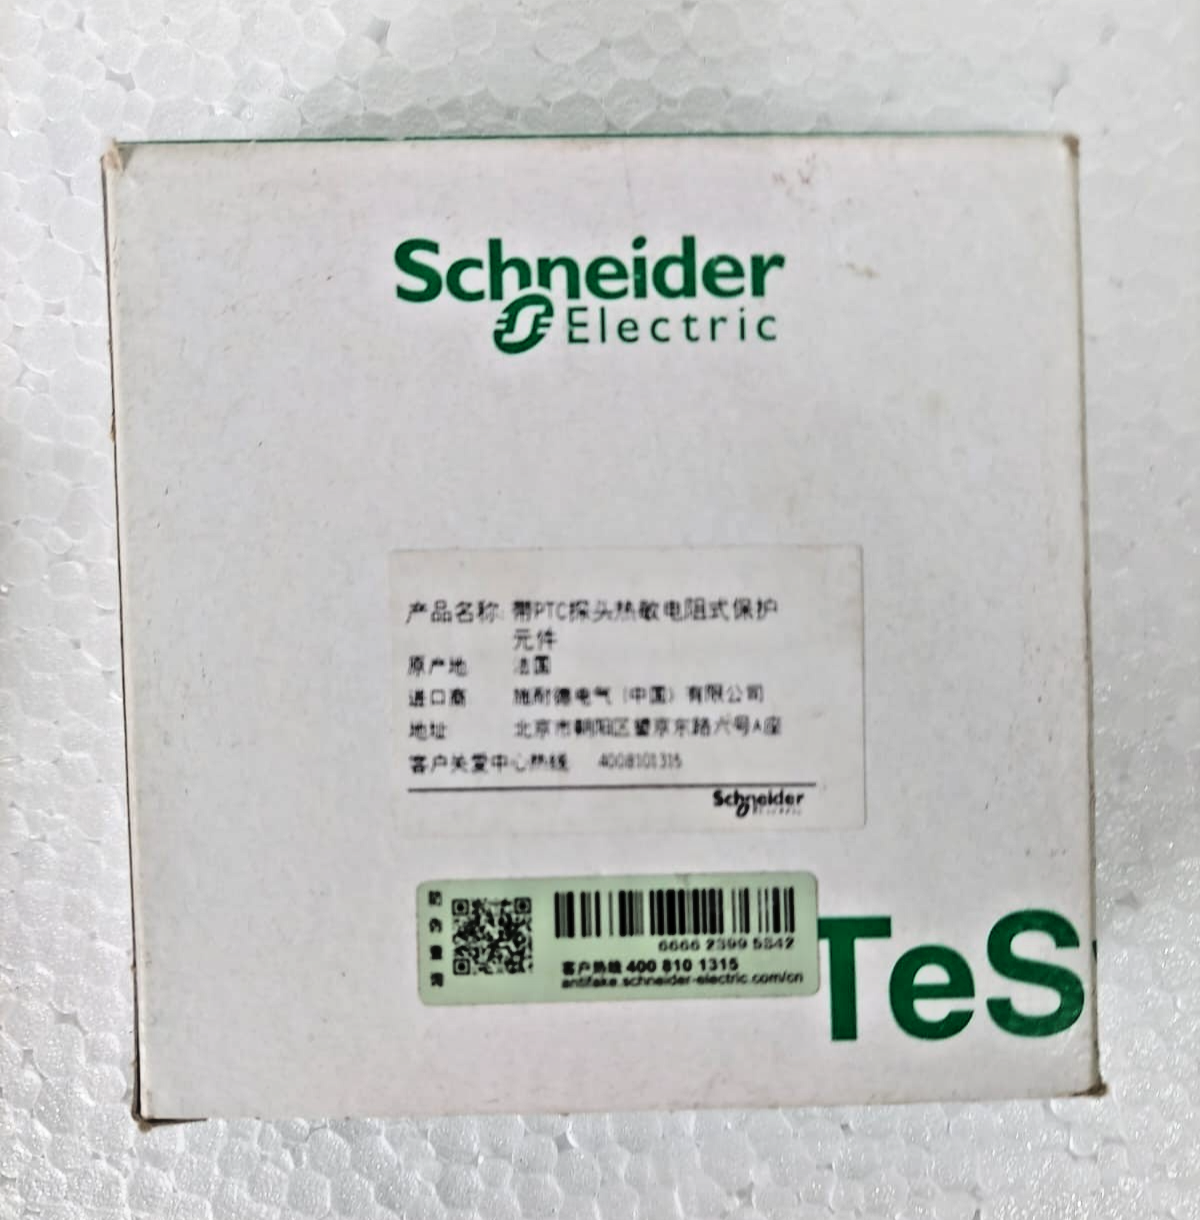 Schneider
Electric
产品名称: 带PTC探头热敏电阻式保护
元件
原产地 法国
进口商 施耐德电气（中国）有限公司
地址 北京市朝阳区望京东路六号A座
客户关爱中心热线 4008101315
Schneider
Electric
防伪查询
6666 2399 5842
客户热线 400 810 1315
antifake.schneider-electric.com/cn
TeS